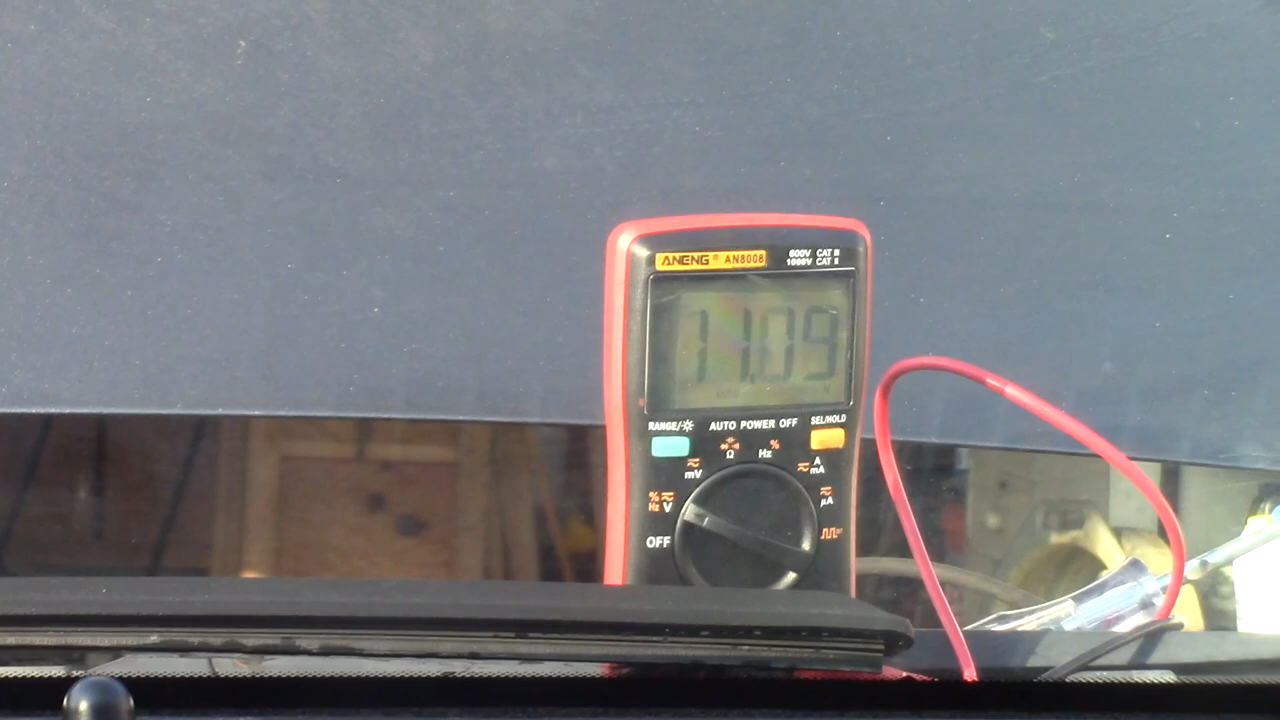 ANENG® AN8008
600V CAT III
1000V CAT II
11.09
AUTO
RANGE/☼ AUTO POWER OFF SEL/HOLD
Ω Hz %
mV A mA
% Hz V μA
OFF